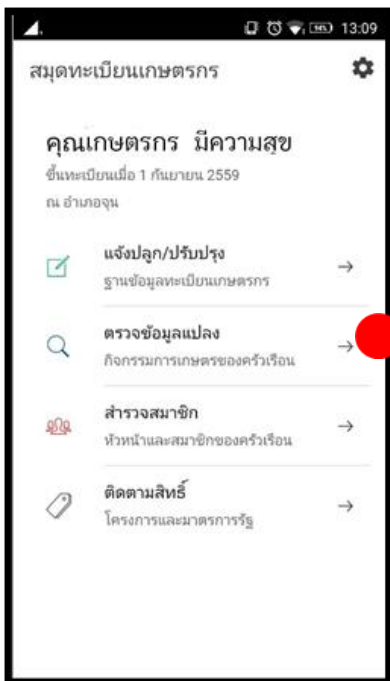 13:09
สมุดทะเบียนเกษตรกร
คุณเกษตรกร มีความสุข
ขึ้นทะเบียนเมื่อ 1 กันยายน 2559
ณ อำเภอจุน
แจ้งปลูก/ปรับปรุง
ฐานข้อมูลทะเบียนเกษตรกร
ตรวจข้อมูลแปลง
กิจกรรมการเกษตรของครัวเรือน
สำรวจสมาชิก
หัวหน้าและสมาชิกของครัวเรือน
ติดตามสิทธิ์
โครงการและมาตรการรัฐ